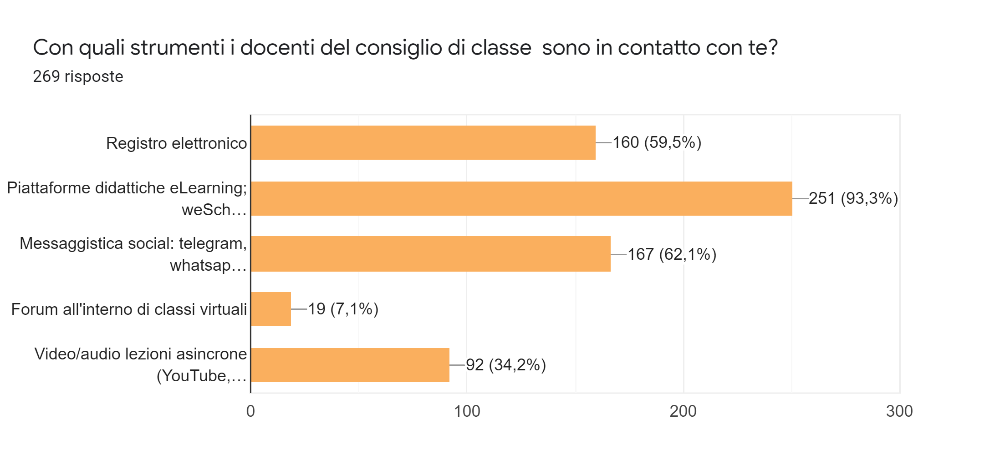 Con quali strumenti i docenti del consiglio di classe  sono in contatto con te?
269 risposte
Registro elettronico
160 (59,5%)
Piattaforme didattiche eLearning;
weSch…
251 (93,3%)
Messaggistica social: telegram,
whatsap…
167 (62,1%)
Forum all'interno di classi virtuali
19 (7,1%)
Video/audio lezioni asincrone
(YouTube,…
92 (34,2%)
0 100 200 300